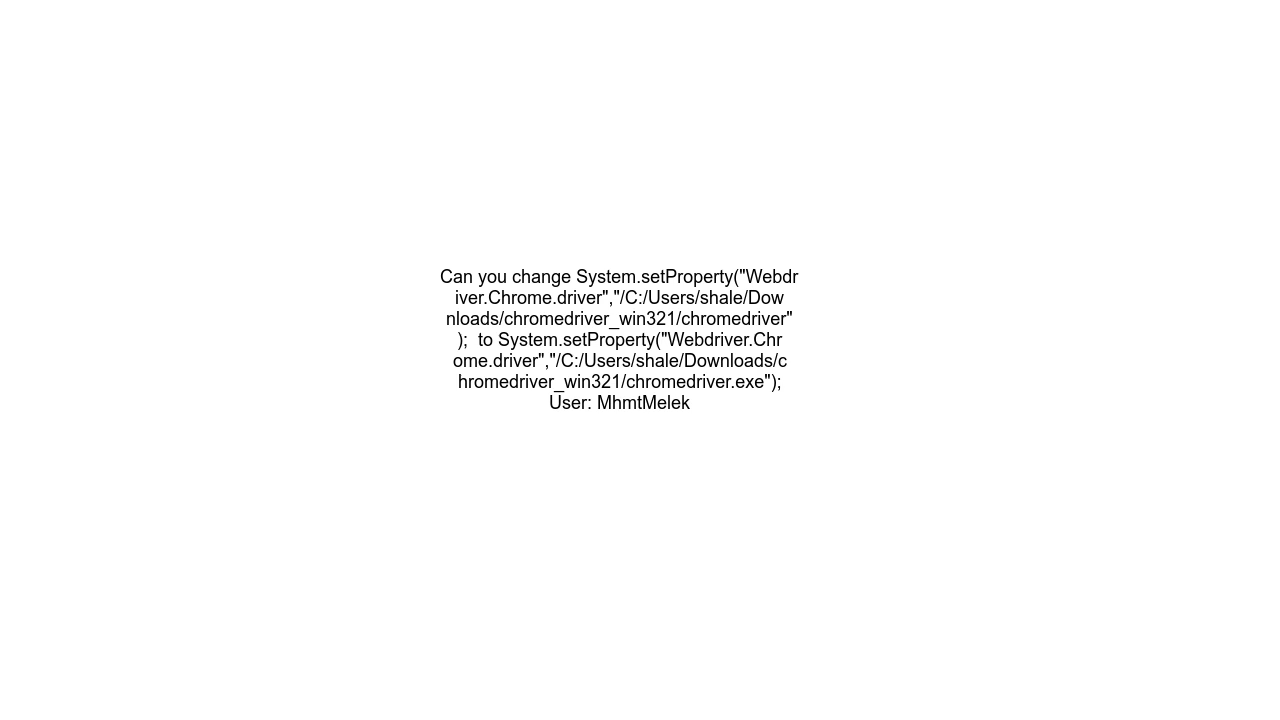 Can you change System.setProperty("Webdr
iver.Chrome.driver","/C:/Users/shale/Dow
nloads/chromedriver_win321/chromedriver"
);  to System.setProperty("Webdriver.Chr
ome.driver","/C:/Users/shale/Downloads/c
hromedriver_win321/chromedriver.exe");
User: MhmtMelek